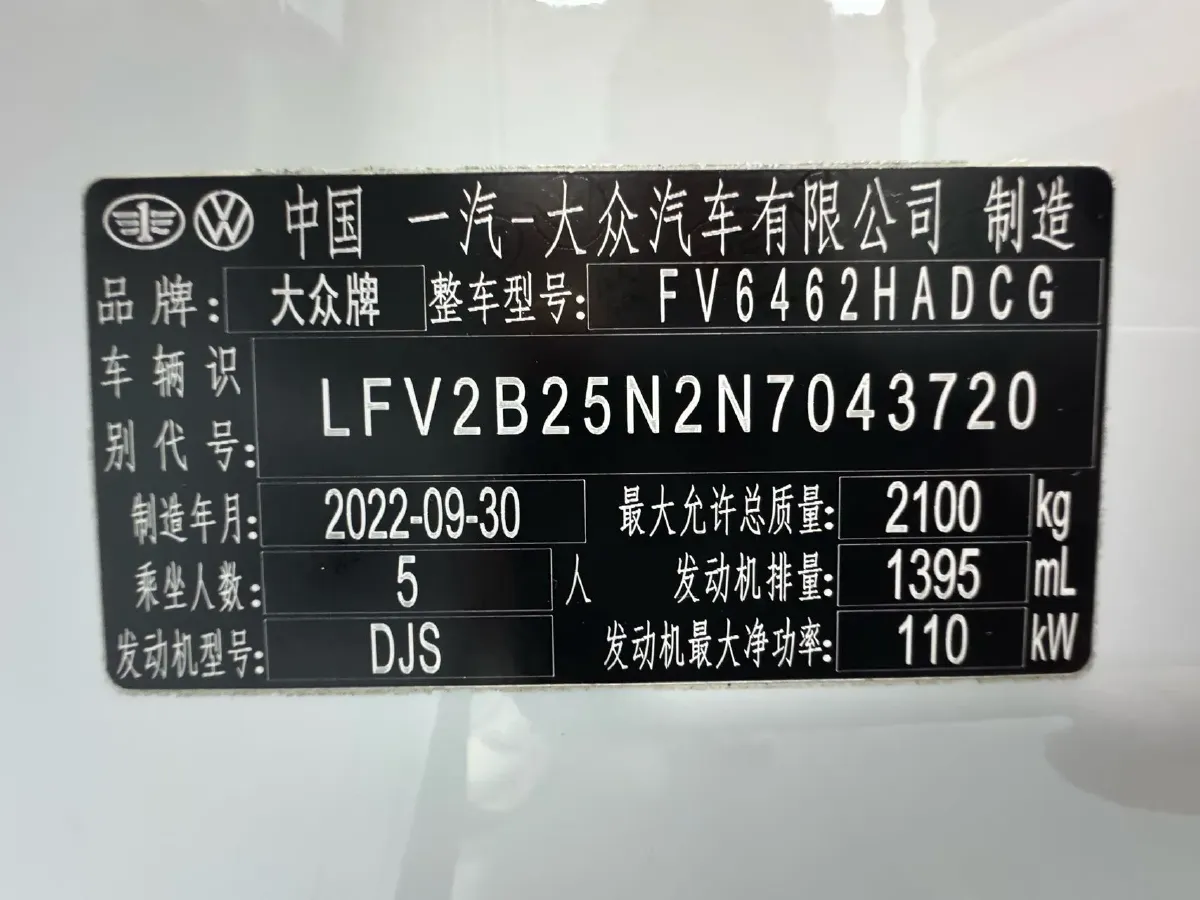 中国 一汽-大众汽车有限公司 制造
品牌: 大众牌 整车型号: FV6462HADCG
车辆识别代号: LFV2B25N2N7043720
制造年月: 2022-09-30 最大允许总质量: 2100 kg
乘坐人数: 5 人 发动机排量: 1395 mL
发动机型号: DJS 发动机最大净功率: 110 kW